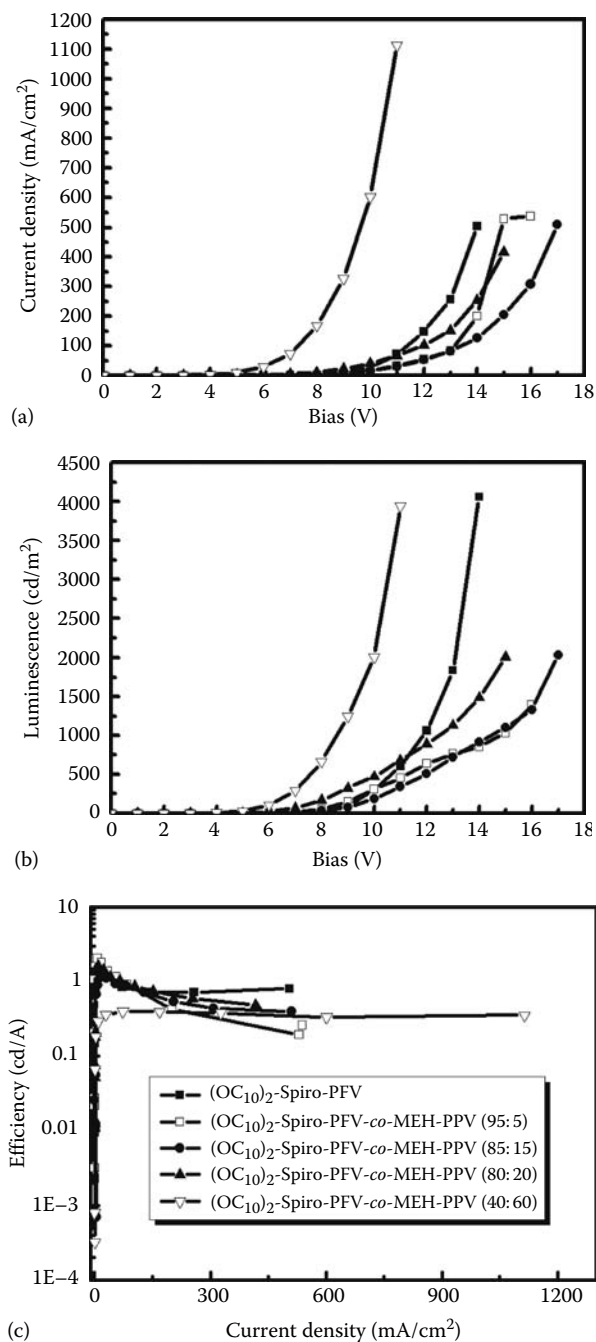 1200
1100
1000
900
800
700
600
500
400
300
200
100
0
Current density (mA/cm²)
0 2 4 6 8 10 12 14 16 18
Bias (V)
(a)
4500
4000
3500
3000
2500
2000
1500
1000
500
0
Luminescence (cd/m²)
0 2 4 6 8 10 12 14 16 18
Bias (V)
(b)
10
1
0.1
0.01
1E−3
1E−4
Efficiency (cd/A)
(OC₁₀)₂-Spiro-PFV
(OC₁₀)₂-Spiro-PFV-co-MEH-PPV (95:5)
(OC₁₀)₂-Spiro-PFV-co-MEH-PPV (85:15)
(OC₁₀)₂-Spiro-PFV-co-MEH-PPV (80:20)
(OC₁₀)₂-Spiro-PFV-co-MEH-PPV (40:60)
0 300 600 900 1200
(c)
Current density (mA/cm²)